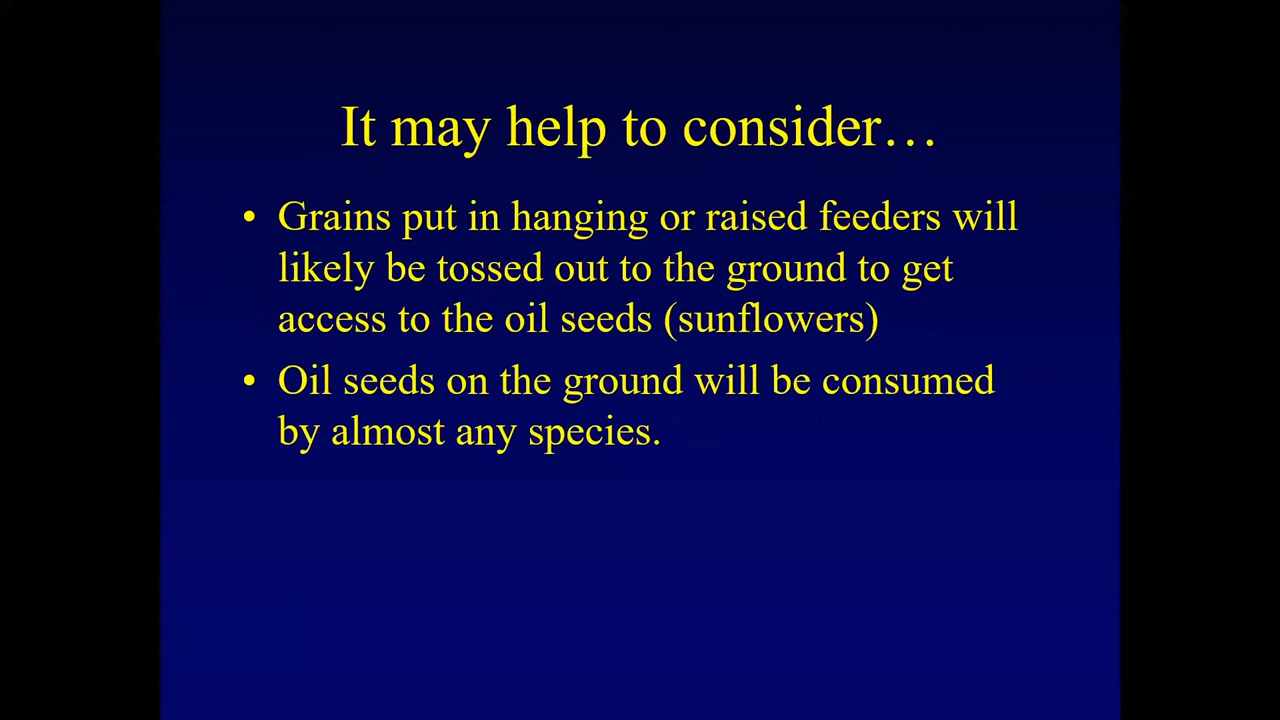 It may help to consider…
• Grains put in hanging or raised feeders will
likely be tossed out to the ground to get
access to the oil seeds (sunflowers)
• Oil seeds on the ground will be consumed
by almost any species.